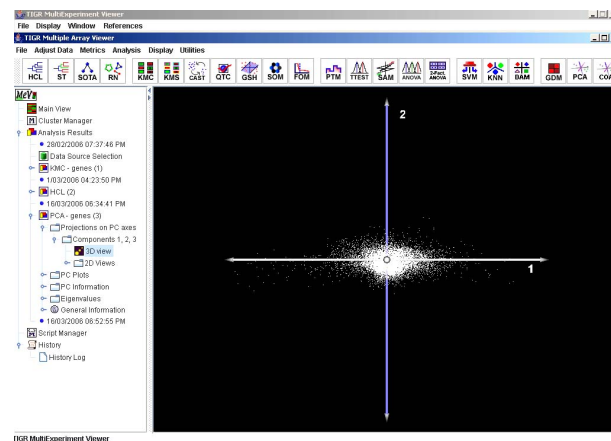 TIGR MultiExperiment Viewer
File Display Window References
TIGR Multiple Array Viewer
File Adjust Data Metrics Analysis Display Utilities
HCL ST SOTA RN KMC KMS CAST QTC GSH SOM FOM PTM TTEST SAM ANOVA 2-Fact. ANOVA SVM KNN DAM GDM PCA COA
MeV
Main View
Cluster Manager
Analysis Results
28/02/2006 07:37:46 PM
Data Source Selection
KMC - genes (1)
1/03/2006 04:23:50 PM
HCL (2)
16/03/2006 06:34:41 PM
PCA - genes (3)
Projections on PC axes
Components 1, 2, 3
3D view
2D Views
PC Plots
PC Information
Eigenvalues
General Information
16/03/2006 06:52:55 PM
Script Manager
History
History Log
2
1
TIGR MultiExperiment Viewer